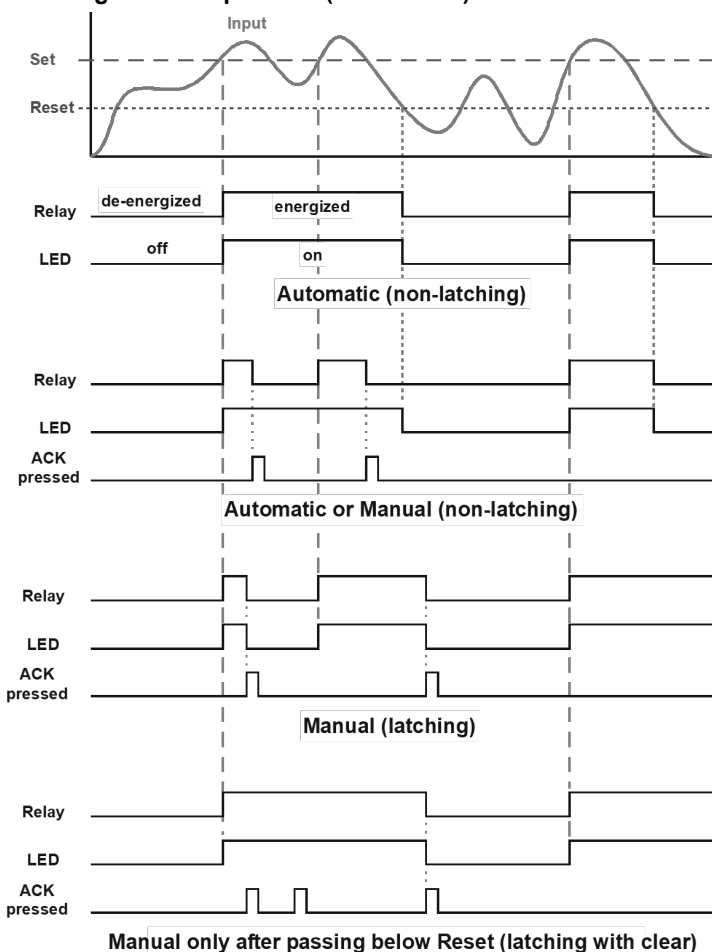 Input
Set
Reset
Relay de-energized energized
LED off on
Automatic (non-latching)
Relay
LED
ACK
pressed
Automatic or Manual (non-latching)
Relay
LED
ACK
pressed
Manual (latching)
Relay
LED
ACK
pressed
Manual only after passing below Reset (latching with clear)